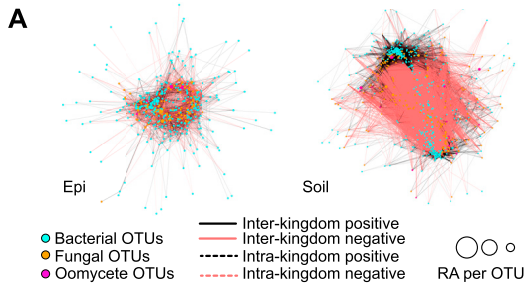 A
Epi
Soil
Bacterial OTUs
Fungal OTUs
Oomycete OTUs
Inter-kingdom positive
Inter-kingdom negative
Intra-kingdom positive
Intra-kingdom negative
RA per OTU